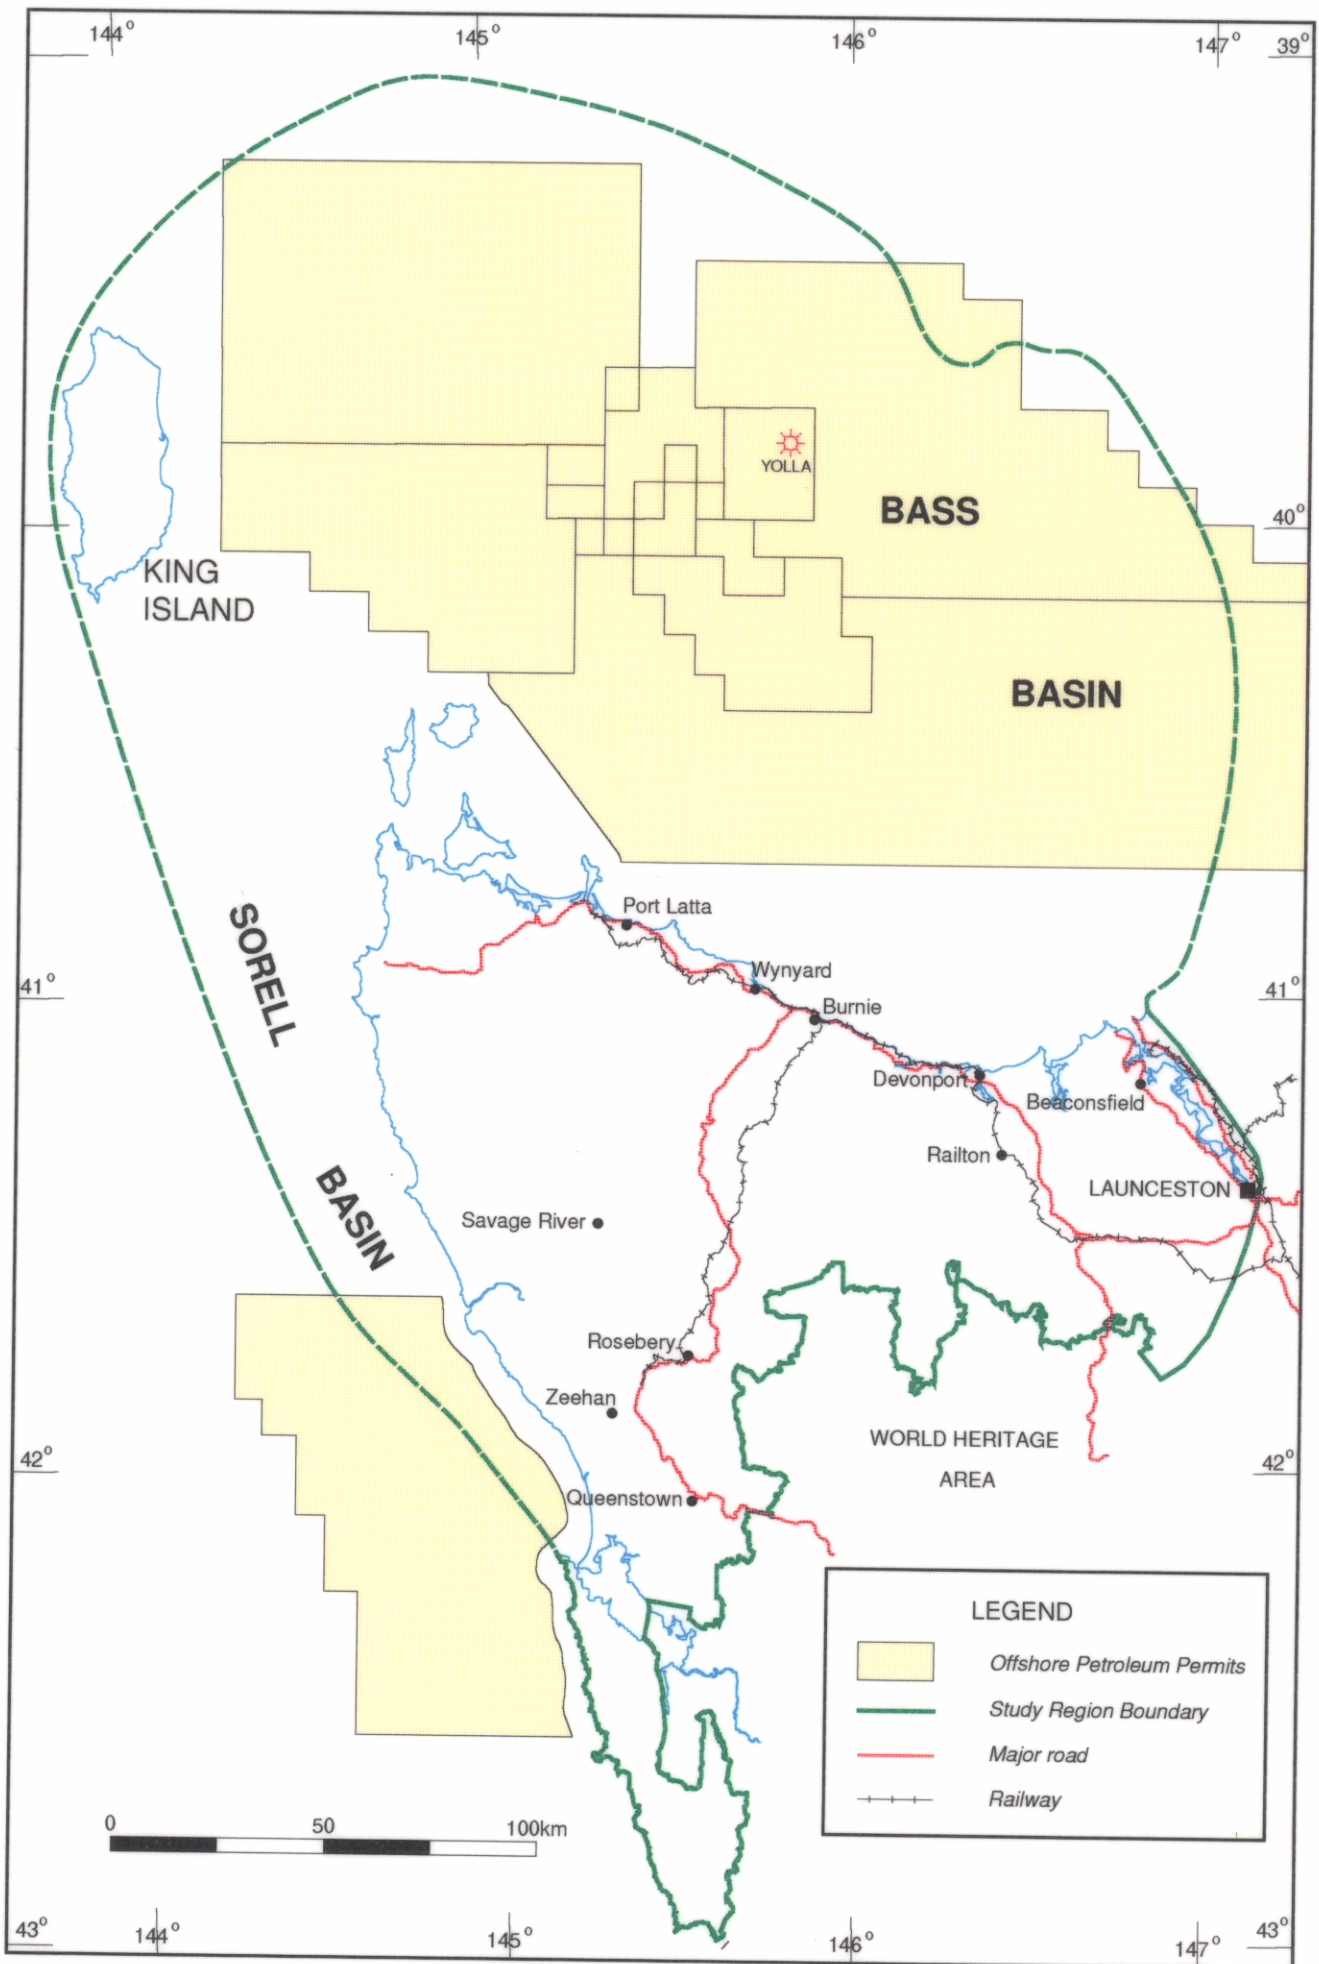 144°
145°
146°
147°
39°
YOLLA
BASS
40°
KING
ISLAND
BASIN
Port Latta
SORELL
Wynyard
41°
41°
Burnie
Devonport
Beaconsfield
Railton
LAUNCESTON
BASIN
Savage River
Rosebery
Zeehan
WORLD HERITAGE
42°
42°
AREA
Queenstown
LEGEND
Offshore Petroleum Permits
Study Region Boundary
Major road
Railway
0 50 100km
43°
144°
145°
146°
147°
43°